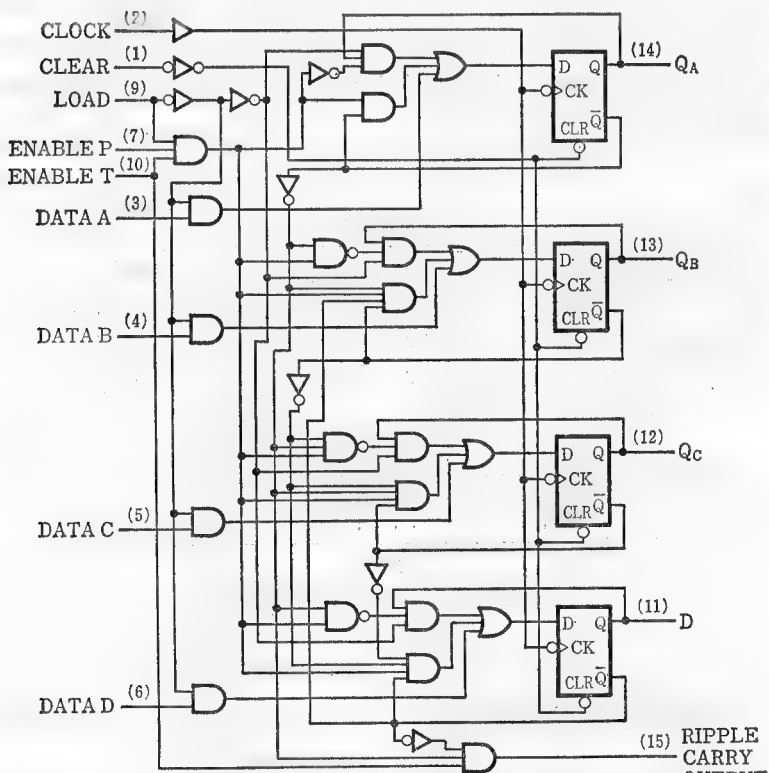 CLOCK (2)
CLEAR (1)
LOAD (9)
ENABLE P (7)
ENABLE T (10)
DATA A (3)
DATA B (4)
DATA C (5)
DATA D (6)
D Q
CK
CLR Q̅
(14) QA
D Q
CK
CLR Q̅
(13) QB
D Q
CK
CLR Q̅
(12) QC
D Q
CK
CLR Q̅
(11) D
(15) RIPPLE
CARRY